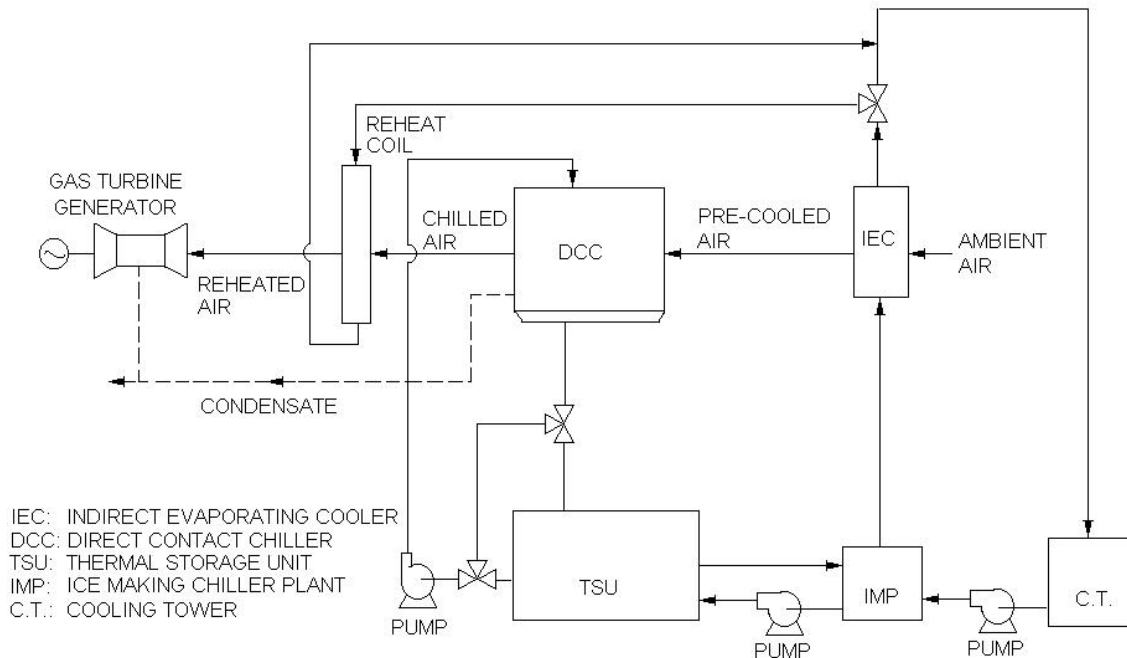 REHEAT
COIL
GAS TURBINE
GENERATOR
CHILLED
AIR
DCC
PRE-COOLED
AIR
IEC
AMBIENT
AIR
REHEATED
AIR
CONDENSATE
IEC: INDIRECT EVAPORATING COOLER
DCC: DIRECT CONTACT CHILLER
TSU: THERMAL STORAGE UNIT
IMP: ICE MAKING CHILLER PLANT
C.T.: COOLING TOWER
PUMP
TSU
PUMP
IMP
PUMP
C.T.